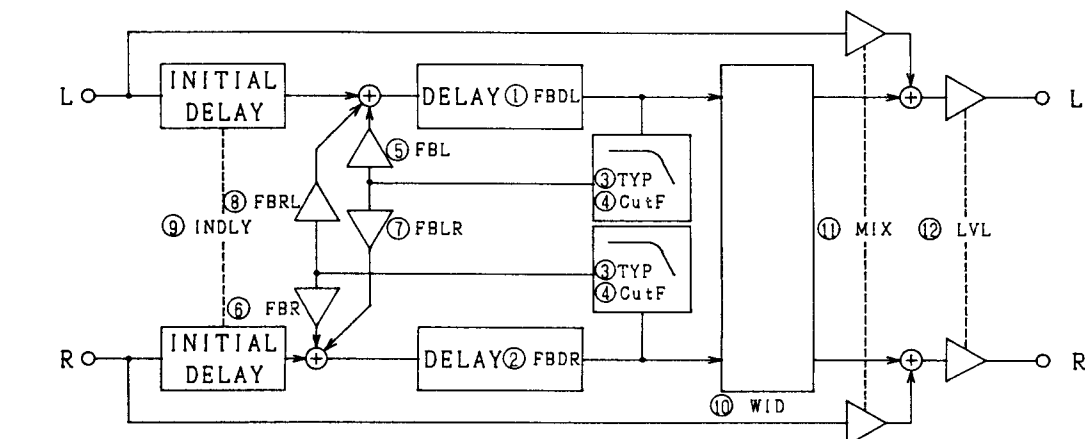 INITIAL
DELAY
L
DELAY ① FBDL
L
⑤ FBL
③ TYP
④ CutF
⑧ FBRL
⑨ INDLY
⑦ FBLR
⑪ MIX
⑫ LVL
③ TYP
④ CutF
⑥ FBR
INITIAL
DELAY
R
DELAY ② FBDR
R
⑩ WID